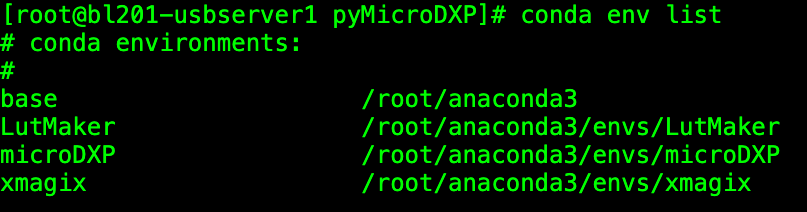 [root@bl201-usbserver1 pyMicroDXP]# conda env list
# conda environments:
#
base                     /root/anaconda3
LutMaker                 /root/anaconda3/envs/LutMaker
microDXP                 /root/anaconda3/envs/microDXP
xmagix                   /root/anaconda3/envs/xmagix